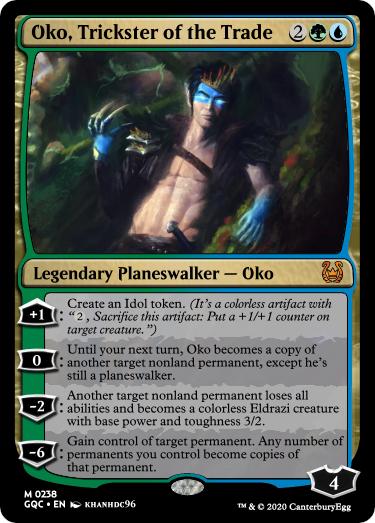 Oko, Trickster of the Trade 2
Legendary Planeswalker — Oko
+1: Create an Idol token. (It's a colorless artifact with
"2, Sacrifice this artifact: Put a +1/+1 counter on
target creature.")
0: Until your next turn, Oko becomes a copy of
another target nonland permanent, except he's
still a planeswalker.
-2: Another target nonland permanent loses all
abilities and becomes a colorless Eldrazi creature
with base power and toughness 3/2.
-6: Gain control of target permanent. Any number of
permanents you control become copies of
that permanent.
4
M 0238
GQC • EN KHANHDC96
™ & © 2020 CanterburyEgg